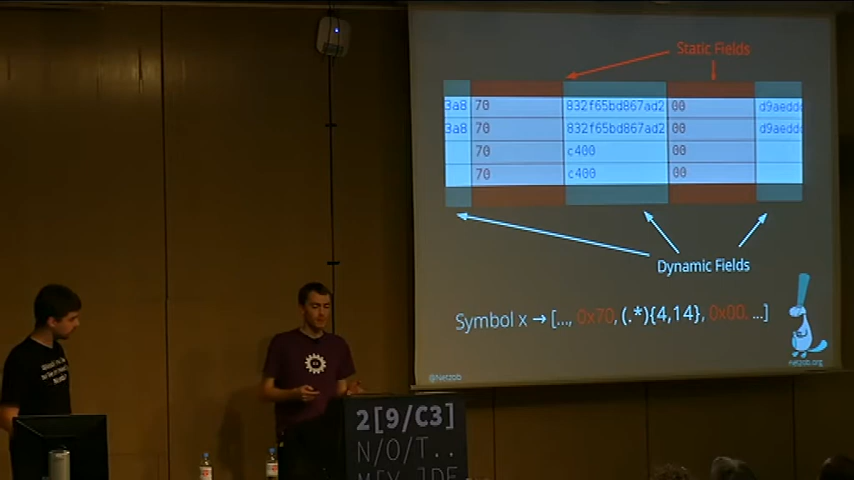 Static Fields
3a8 70 832f65bd867ad2 00 d9aedd
3a8 70 832f65bd867ad2 00 d9aedd
70 c400 00
70 c400 00
Dynamic Fields
Symbol x → [..., 0x70, (.*){4,14}, 0x00, ...]
@Netzob
netzob.org
2[9/C3]
N/O/T..